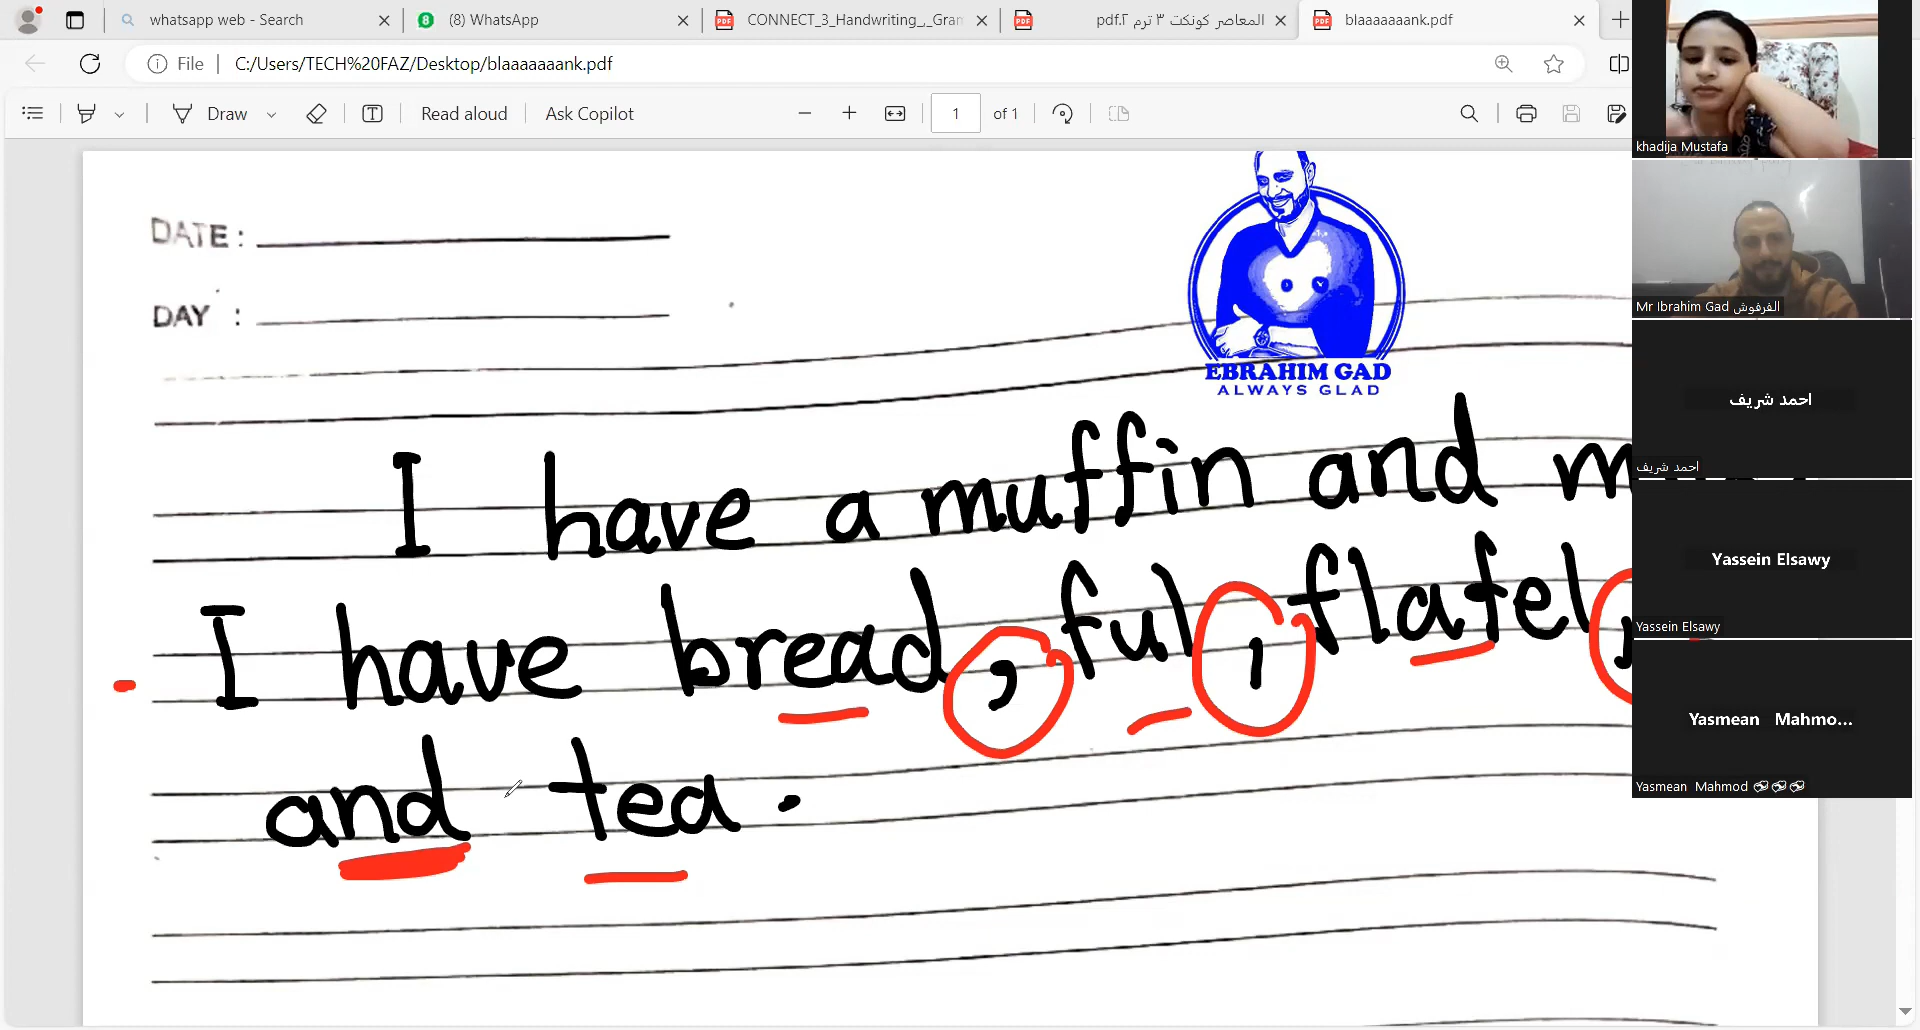 whatsapp web - Search
(8) WhatsApp
CONNECT_3_Handwriting_,_Gran
المعاصر كونكت ٣ ترم ٢.pdf
blaaaaaaank.pdf
File
C:/Users/TECH%20FAZ/Desktop/blaaaaaaank.pdf
Draw
Read aloud
Ask Copilot
1
of 1
khadija Mustafa
Mr Ibrahim Gad الفرفوش
احمد شريف
احمد شريف
Yassein Elsawy
Yassein Elsawy
Yasmean Mahmo...
Yasmean Mahmod
DATE :
DAY :
EBRAHIM GAD
ALWAYS GLAD
I have a muffin and
I have bread, ful, flafel,
and tea.